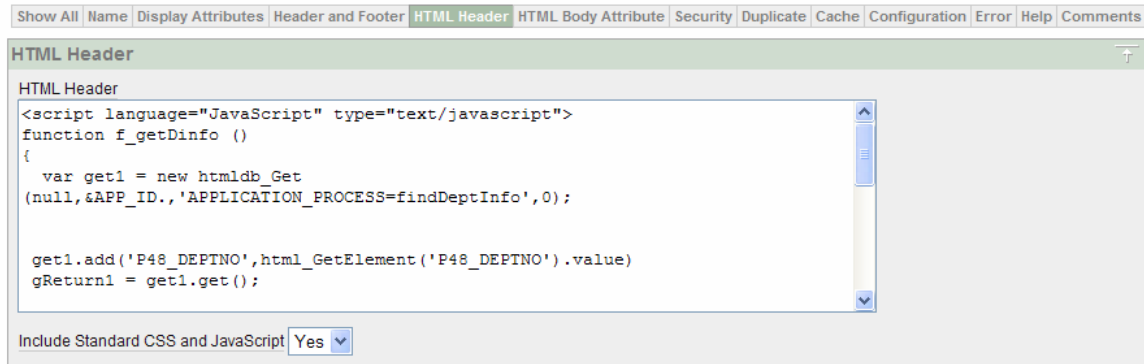 Show All Name Display Attributes Header and Footer HTML Header HTML Body Attribute Security Duplicate Cache Configuration Error Help Comments
HTML Header
HTML Header
<script language="JavaScript" type="text/javascript">
function f_getDinfo ()
{
var get1 = new htmldb_Get
(null,&APP_ID.,'APPLICATION_PROCESS=findDeptInfo',0);
get1.add('P48_DEPTNO',html_GetElement('P48_DEPTNO').value)
gReturn1 = get1.get();
Include Standard CSS and JavaScript Yes